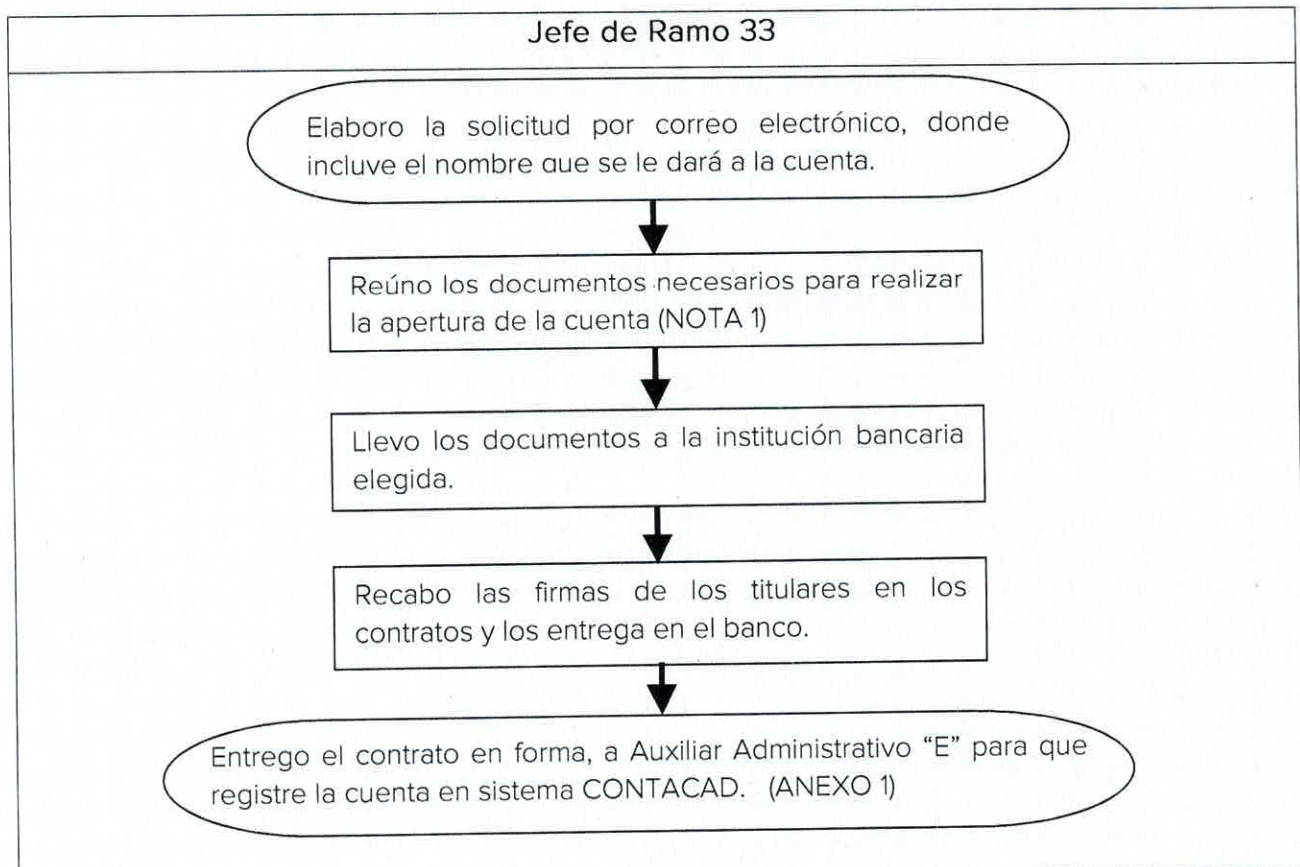 Jefe de Ramo 33
Elaboro la solicitud por correo electrónico, donde
incluye el nombre que se le dará a la cuenta.
Reúno los documentos necesarios para realizar
la apertura de la cuenta (NOTA 1)
Llevo los documentos a la institución bancaria
elegida.
Recabo las firmas de los titulares en los
contratos y los entrega en el banco.
Entrego el contrato en forma, a Auxiliar Administrativo “E” para que
registre la cuenta en sistema CONTACAD. (ANEXO 1)